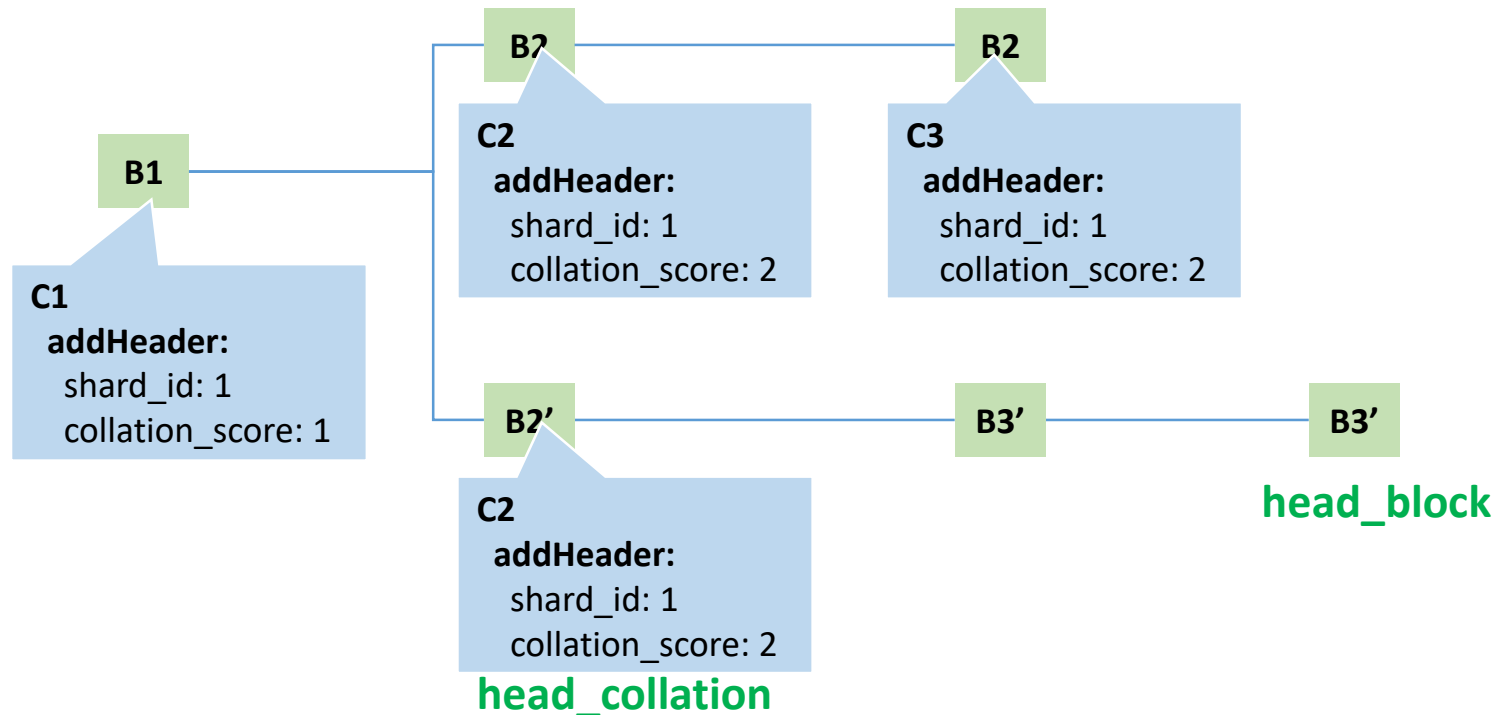 B2
B2
C2
addHeader:
shard_id: 1
collation_score: 2
C3
addHeader:
shard_id: 1
collation_score: 2
B1
C1
addHeader:
shard_id: 1
collation_score: 1
B2’
B3’
B3’
C2
addHeader:
shard_id: 1
collation_score: 2
head_collation
head_block